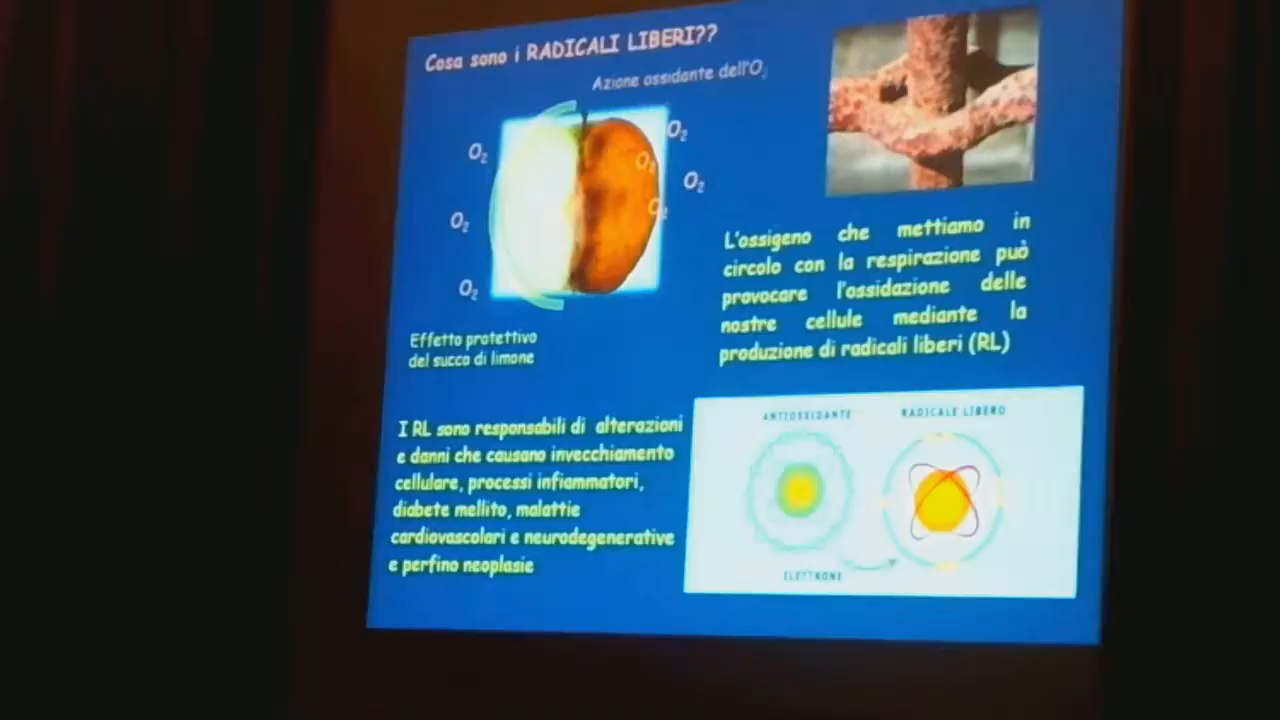 Cosa sono i RADICALI LIBERI??
Azione ossidante dell'O2
O2
O2
O2
O2
O2
O2
O2
Effetto protettivo
del succo di limone
L'ossigeno che mettiamo in
circolo con la respirazione può
provocare l'ossidazione delle
nostre cellule mediante la
produzione di radicali liberi (RL)
I RL sono responsabili di alterazioni
e danni che causano invecchiamento
cellulare, processi infiammatori,
diabete mellito, malattie
cardiovascolari e neurodegenerative
e perfino neoplasie
ANTIOSSIDANTE
RADICALE LIBERO
ELETTRONE